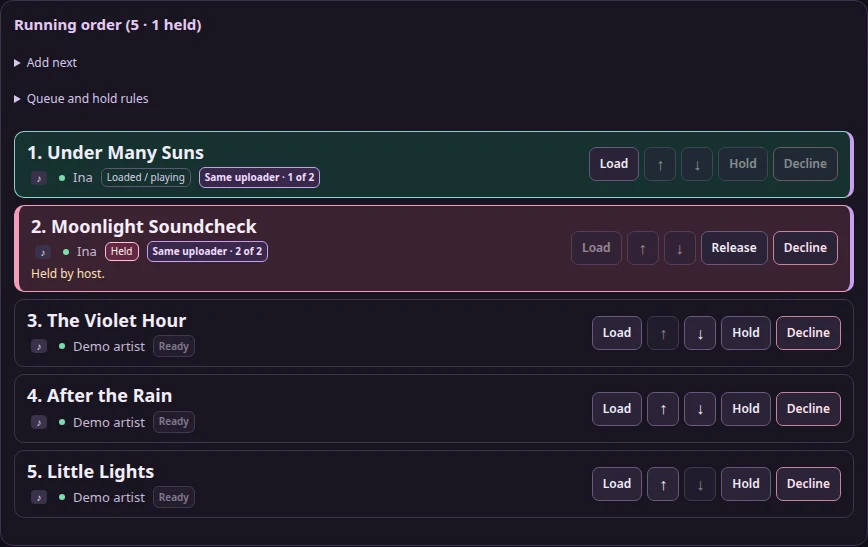 Running order (5 · 1 held)
▶ Add next
▶ Queue and hold rules
1. Under Many Suns
♪ Ina Loaded / playing Same uploader · 1 of 2
Load ↑ ↓ Hold Decline
2. Moonlight Soundcheck
♪ Ina Held Same uploader · 2 of 2
Held by host.
Load ↑ ↓ Release Decline
3. The Violet Hour
♪ Demo artist Ready
Load ↑ ↓ Hold Decline
4. After the Rain
♪ Demo artist Ready
Load ↑ ↓ Hold Decline
5. Little Lights
♪ Demo artist Ready
Load ↑ ↓ Hold Decline